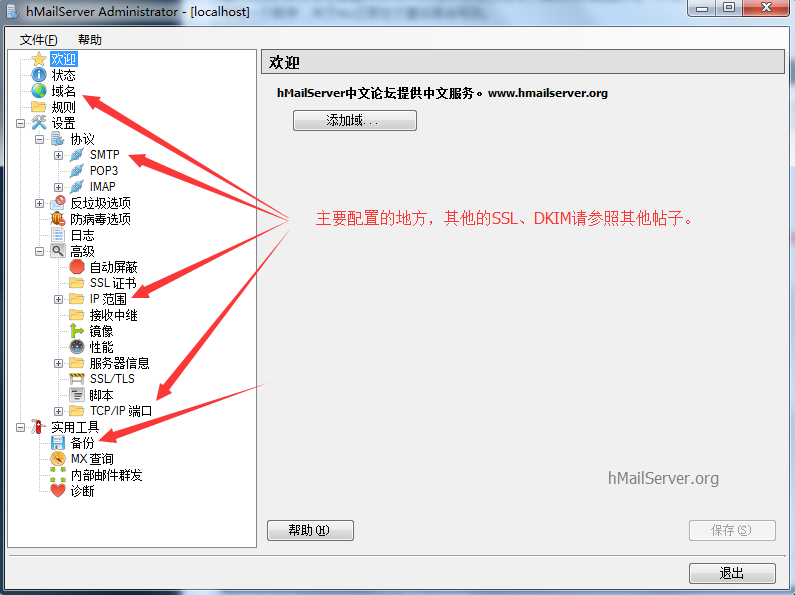 hMailServer Administrator - [localhost]
文件(F) 帮助
欢迎
状态
域名
规则
设置
协议
SMTP
POP3
IMAP
反垃圾选项
防病毒选项
日志
高级
自动屏蔽
SSL 证书
IP 范围
接收中继
镜像
性能
服务器信息
SSL/TLS
脚本
TCP/IP 端口
实用工具
备份
MX 查询
内部邮件群发
诊断
欢迎
hMailServer中文论坛提供中文服务。www.hmailserver.org
添加域...
主要配置的地方，其他的SSL、DKIM请参照其他帖子。
hMailServer.org
帮助(H)
保存(S)
退出